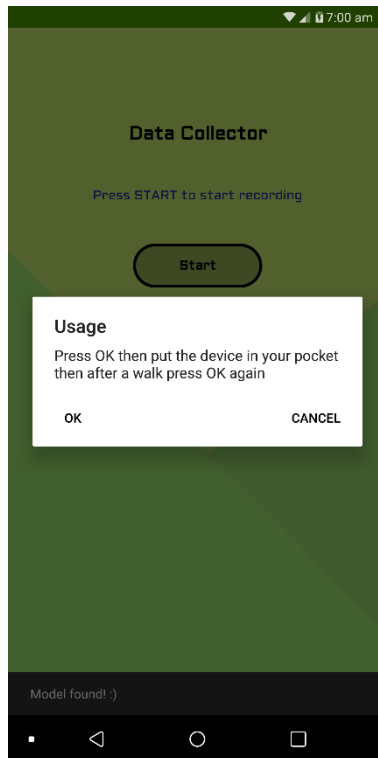 7:00 am
Data Collector
Press START to start recording
Start
Usage
Press OK then put the device in your pocket
then after a walk press OK again
OK CANCEL
Model found! :)